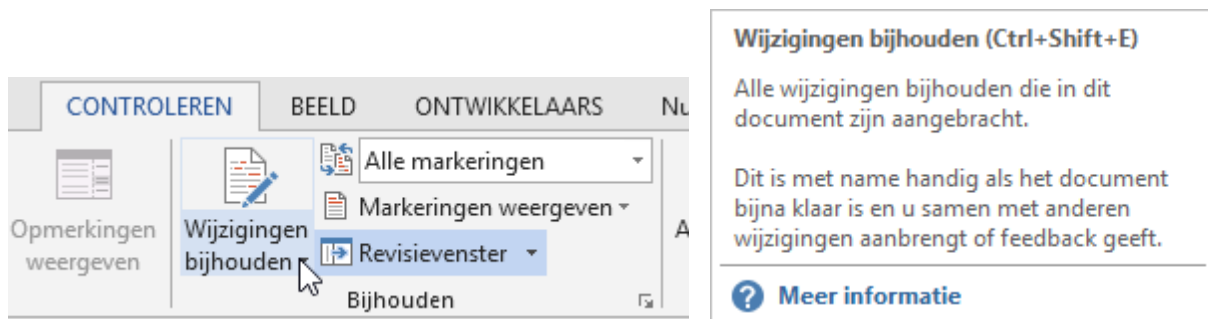 CONTROLEREN BEELD ONTWIKKELAARS Nu
Opmerkingen
weergeven
Wijzigingen
bijhouden
Alle markeringen
Markeringen weergeven
Revisievenster
A
Bijhouden
Wijzigingen bijhouden (Ctrl+Shift+E)
Alle wijzigingen bijhouden die in dit
document zijn aangebracht.
Dit is met name handig als het document
bijna klaar is en u samen met anderen
wijzigingen aanbrengt of feedback geeft.
? Meer informatie